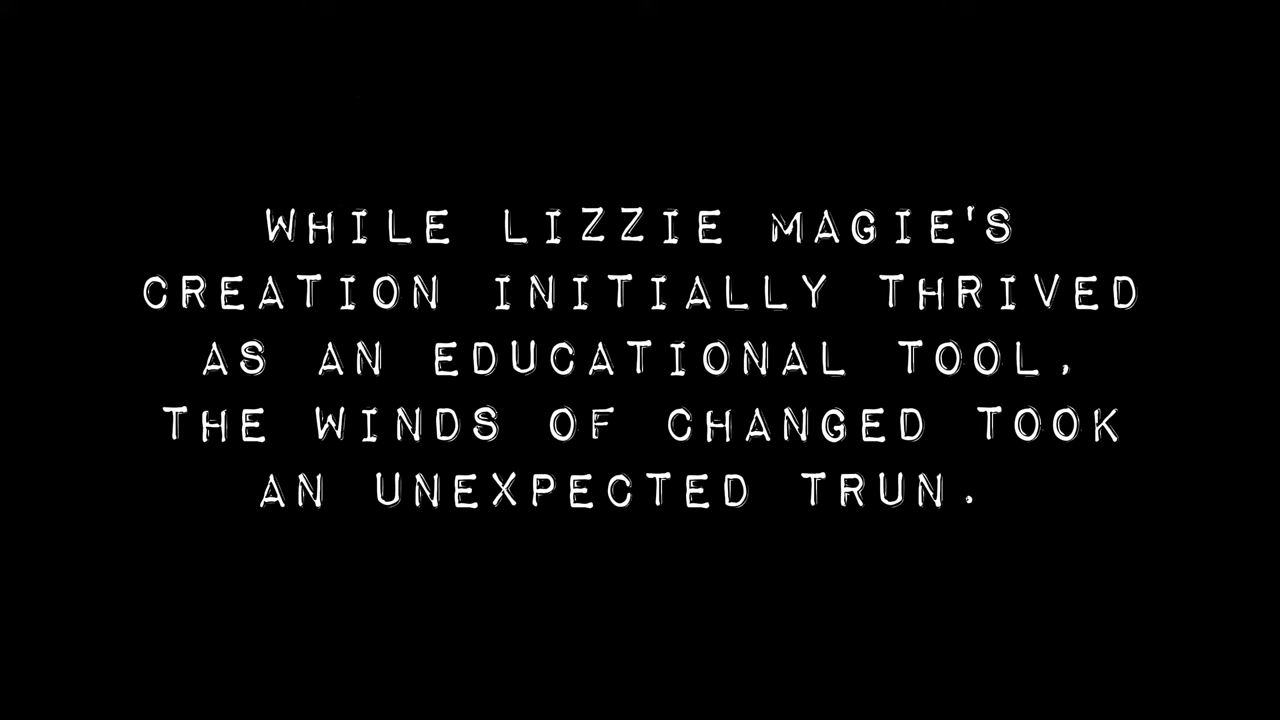 WHILE LIZZIE MAGIE'S
CREATION INITIALLY THRIVED
AS AN EDUCATIONAL TOOL,
THE WINDS OF CHANGED TOOK
AN UNEXPECTED TRUN.